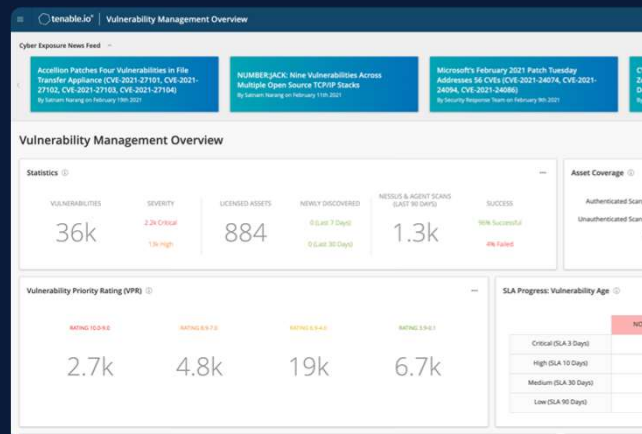 tenable.io Vulnerability Management Overview
Cyber Exposure News Feed
Accellion Patches Four Vulnerabilities in File
Transfer Appliance (CVE-2021-27101, CVE-2021-
27102, CVE-2021-27103, CVE-2021-27104)
By Satnam Narang on February 19th 2021
NUMBER:JACK: Nine Vulnerabilities Across
Multiple Open Source TCP/IP Stacks
By Satnam Narang on February 11th 2021
Microsoft's February 2021 Patch Tuesday
Addresses 56 CVEs (CVE-2021-24074, CVE-2021-
24094, CVE-2021-24086)
By Security Response Team on February 9th 2021
Vulnerability Management Overview
Statistics
VULNERABILITIES
36k
SEVERITY
2.2k Critical
13k High
LICENSED ASSETS
884
NEWLY DISCOVERED
0 (Last 7 Days)
0 (Last 30 Days)
NESSUS & AGENT SCANS
(LAST 90 DAYS)
1.3k
SUCCESS
96% Successful
4% Failed
Asset Coverage
Authenticated Scan
Unauthenticated Scan
Vulnerability Priority Rating (VPR)
RATING 10.0-9.0
2.7k
RATING 8.9-7.0
4.8k
RATING 6.9-4.0
19k
RATING 3.9-0.1
6.7k
SLA Progress: Vulnerability Age
NO
Critical (SLA 3 Days)
High (SLA 10 Days)
Medium (SLA 30 Days)
Low (SLA 90 Days)